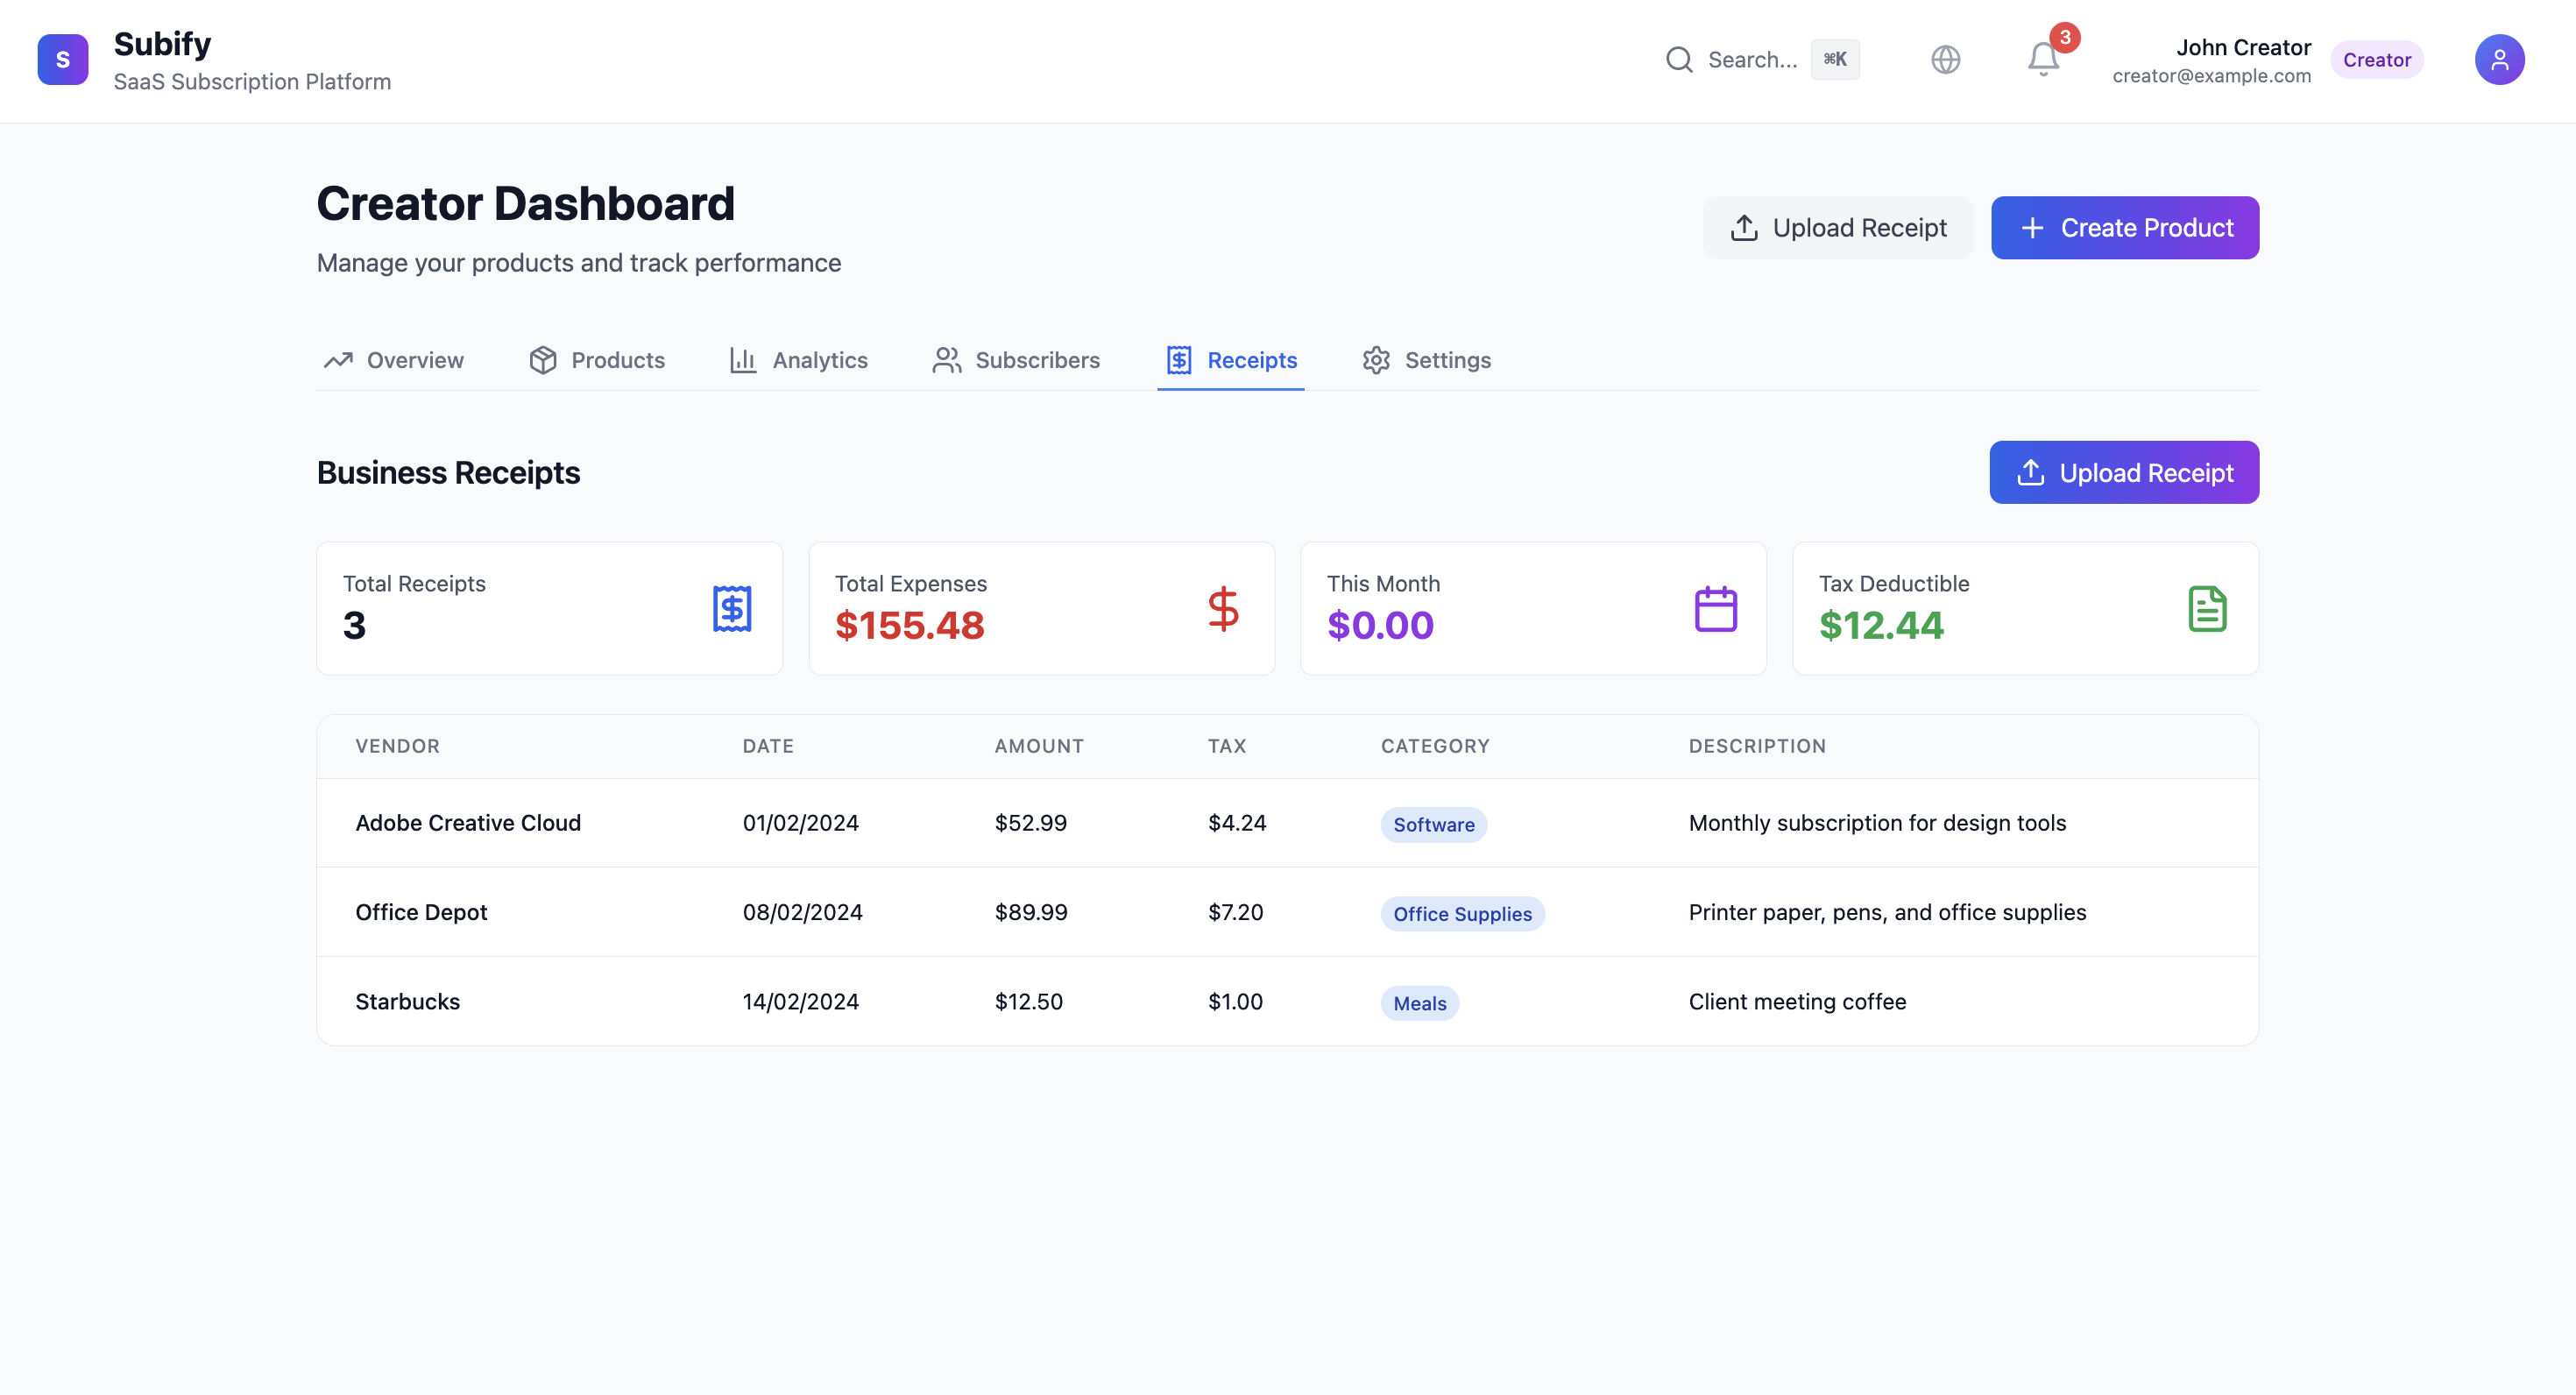 S
Subify
SaaS Subscription Platform
Search...
⌘K
3
John Creator
creator@example.com
Creator
Creator Dashboard
Manage your products and track performance
Upload Receipt
Create Product
Overview
Products
Analytics
Subscribers
Receipts
Settings
Business Receipts
Upload Receipt
Total Receipts
3
Total Expenses
$155.48
$
This Month
$0.00
Tax Deductible
$12.44
VENDOR DATE AMOUNT TAX CATEGORY DESCRIPTION
Adobe Creative Cloud 01/02/2024 $52.99 $4.24 Software Monthly subscription for design tools
Office Depot 08/02/2024 $89.99 $7.20 Office Supplies Printer paper, pens, and office supplies
Starbucks 14/02/2024 $12.50 $1.00 Meals Client meeting coffee